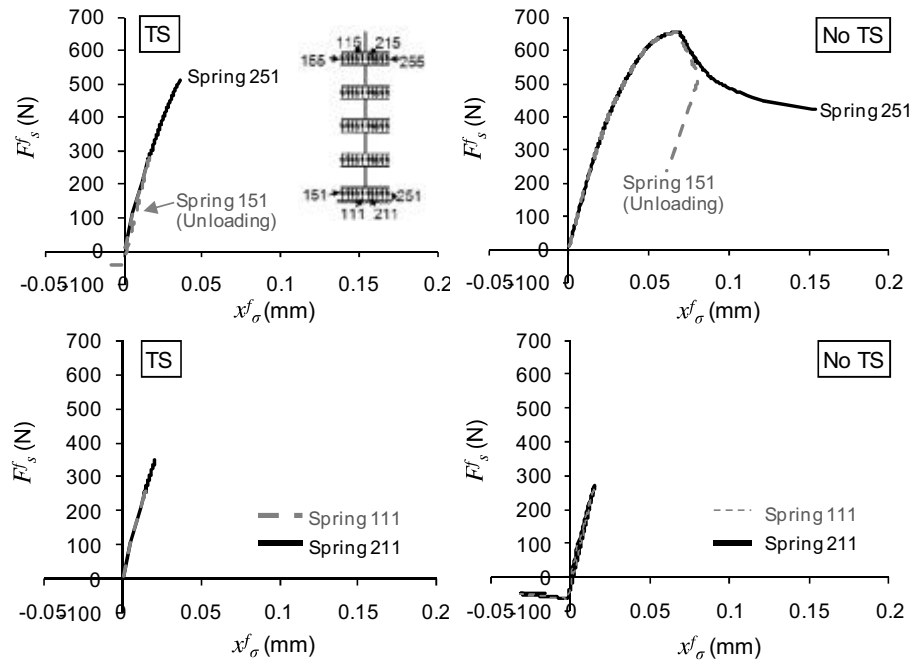 TS
700
600
500
400
300
200
100
0
-100
F^f_s (N)
-0.05 0 0.05 0.1 0.15 0.2
x^f_σ (mm)
Spring 251
Spring 151
(Unloading)
115 215
155 255
151 251
111 211
No TS
700
600
500
400
300
200
100
0
-100
F^f_s (N)
-0.05 0 0.05 0.1 0.15 0.2
x^f_σ (mm)
Spring 251
Spring 151
(Unloading)
TS
700
600
500
400
300
200
100
0
-100
F^f_s (N)
-0.05 0 0.05 0.1 0.15 0.2
x^f_σ (mm)
Spring 111
Spring 211
No TS
700
600
500
400
300
200
100
0
-100
F^f_s (N)
-0.05 0 0.05 0.1 0.15 0.2
x^f_σ (mm)
Spring 111
Spring 211